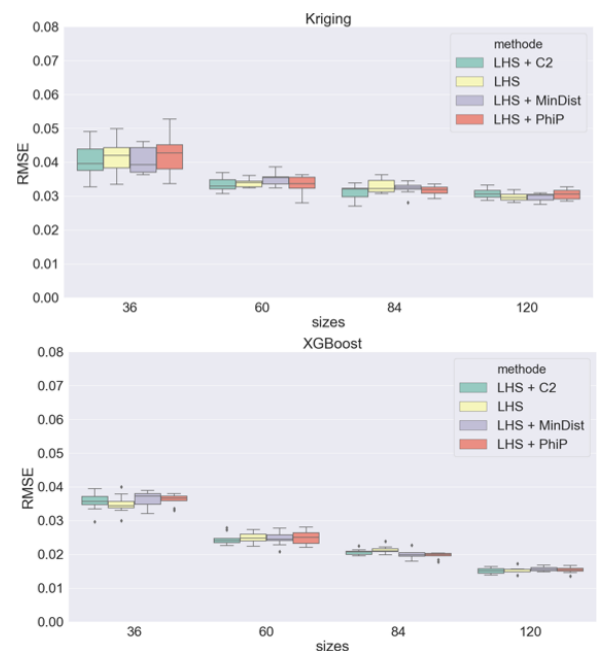 Kriging
0.08
0.07
0.06
0.05
0.04
0.03
0.02
0.01
0.00
RMSE
methode
LHS + C2
LHS
LHS + MinDist
LHS + PhiP
36 60 84 120
sizes
XGBoost
0.08
0.07
0.06
0.05
0.04
0.03
0.02
0.01
0.00
RMSE
methode
LHS + C2
LHS
LHS + MinDist
LHS + PhiP
36 60 84 120
sizes